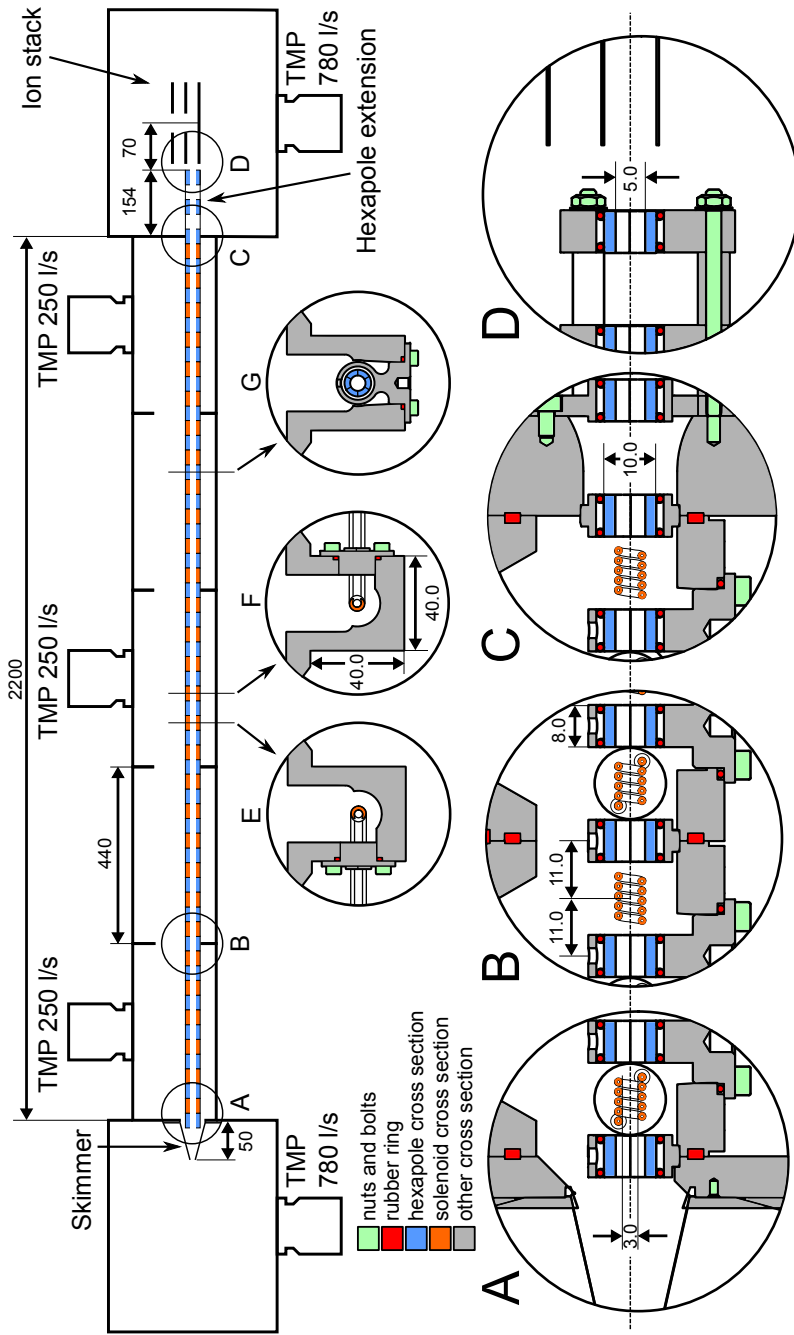 Ion stack
TMP 250 l/s
TMP 250 l/s
TMP 250 l/s
2200
Skimmer
154
70
440
50
A
B
C
D
TMP
780 l/s
TMP
780 l/s
Hexapole extension
E
F
G
40.0
40.0
nuts and bolts
rubber ring
hexapole cross section
solenoid cross section
other cross section
A
3.0
B
11.0
11.0
8.0
C
10.0
D
5.0